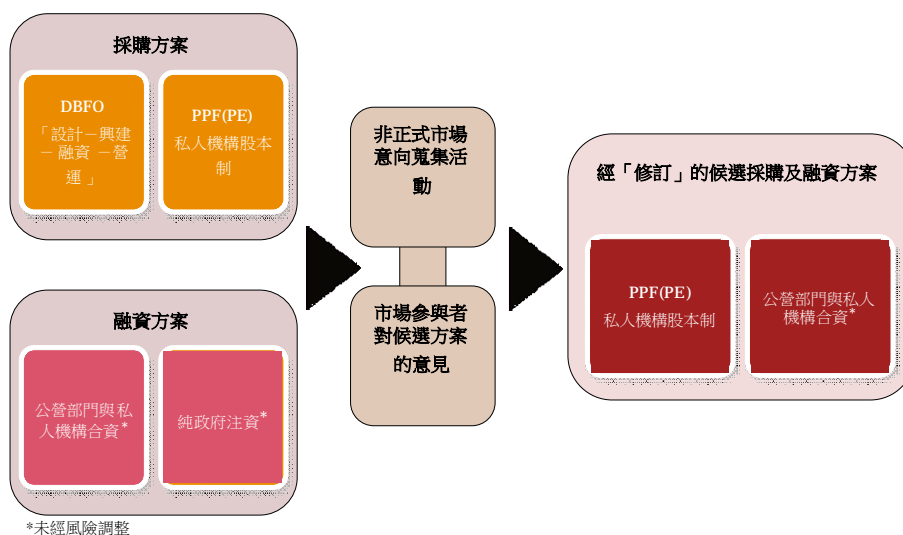 採購方案
DBFO
「設計－興建
－ 融資 －營
運 」
PPF(PE)
私人機構股本
制
融資方案
公營部門與私
人機構合資*
純政府注資*
*未經風險調整
非正式市場
意向蒐集活
動
市場參與者
對候選方案
的意見
經「修訂」的候選採購及融資方案
PPF(PE)
私人機構股本制
公營部門與私人
機構合資*